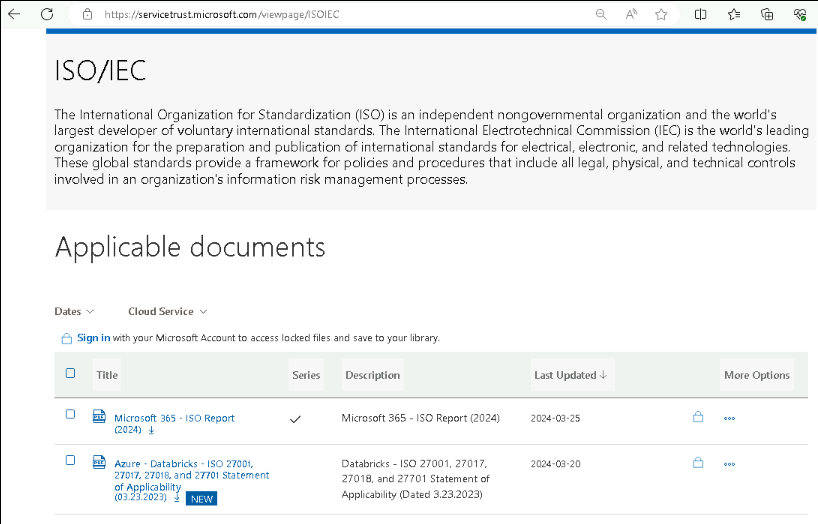 https://servicetrust.microsoft.com/viewpage/ISOIEC
ISO/IEC
The International Organization for Standardization (ISO) is an independent nongovernmental organization and the world's
largest developer of voluntary international standards. The International Electrotechnical Commission (IEC) is the world's leading
organization for the preparation and publication of international standards for electrical, electronic, and related technologies.
These global standards provide a framework for policies and procedures that include all legal, physical, and technical controls
involved in an organization's information risk management processes.
Applicable documents
Dates Cloud Service
Sign in with your Microsoft Account to access locked files and save to your library.
Title Series Description Last Updated More Options
Microsoft 365 - ISO Report Microsoft 365 - ISO Report (2024) 2024-03-25
(2024)
Azure - Databricks - ISO 27001, Databricks - ISO 27001, 27017, 2024-03-20
27017, 27018, and 27701 Statement 27018, and 27701 Statement of
of Applicability Applicability (Dated 3.23.2023)
(03.23.2023) NEW